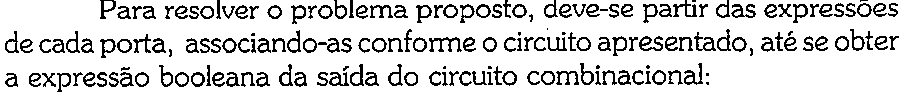 Para resolver o problema proposto, deve-se partir das expressões
de cada porta, associando-as conforme o circuito apresentado, até se obter
a expressão booleana da saída do circuito combinacional: